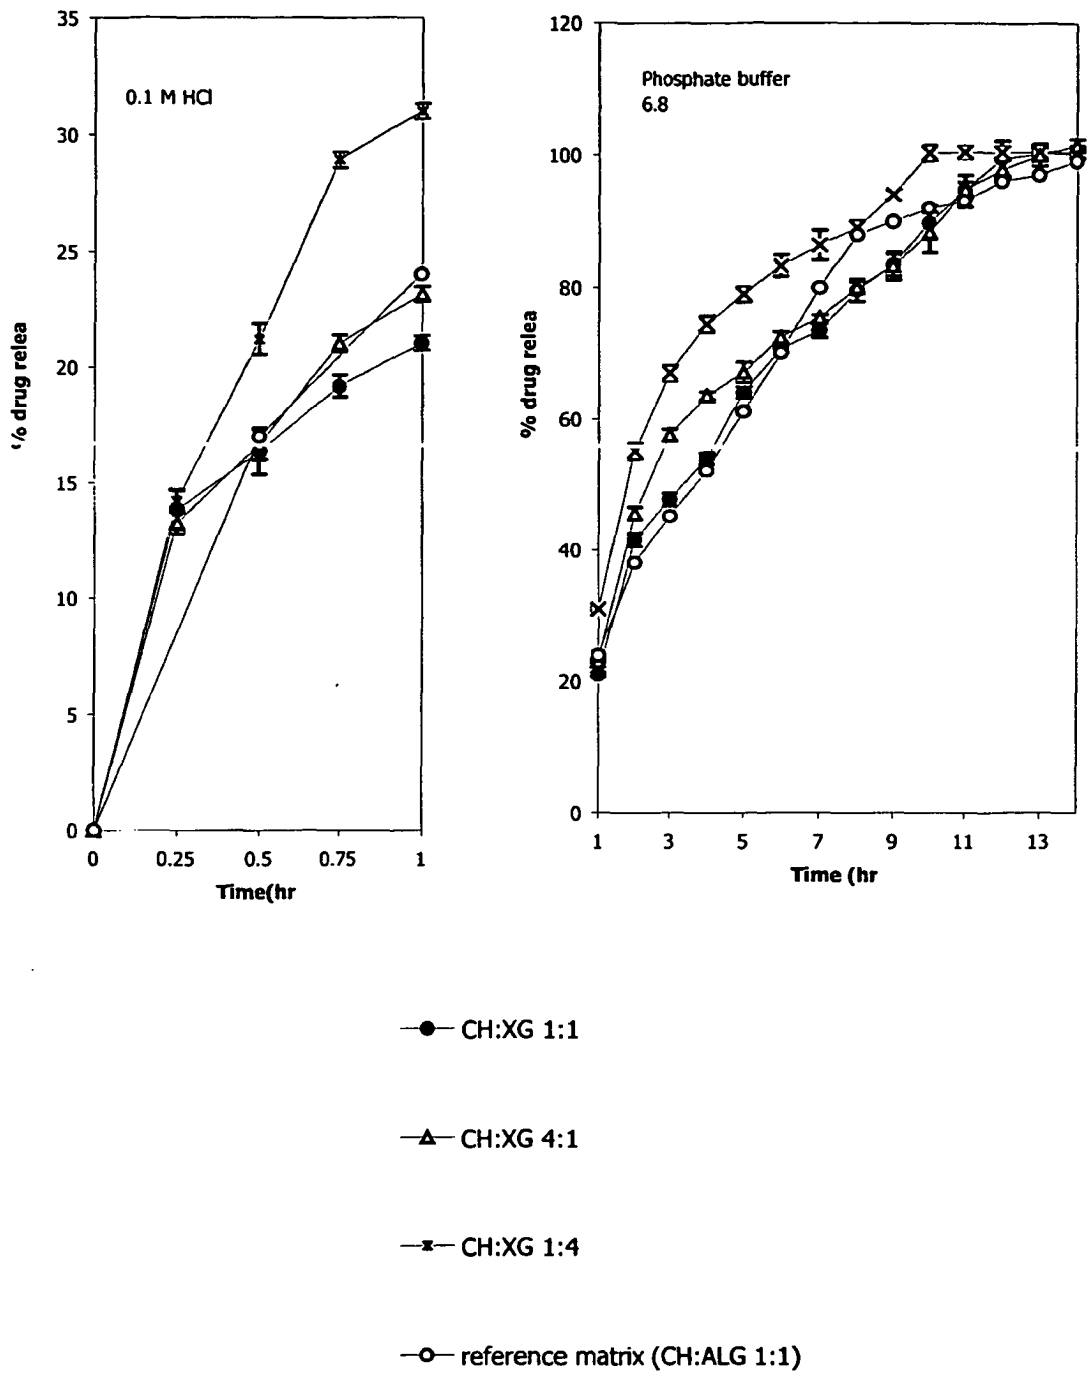 35
30
25
20
15
10
5
0
0.1 M HCl
% drug relea
0 0.25 0.5 0.75 1
Time(hr
120
100
80
60
40
20
0
Phosphate buffer
6.8
% drug relea
1 3 5 7 9 11 13
Time (hr
CH:XG 1:1
CH:XG 4:1
CH:XG 1:4
reference matrix (CH:ALG 1:1)